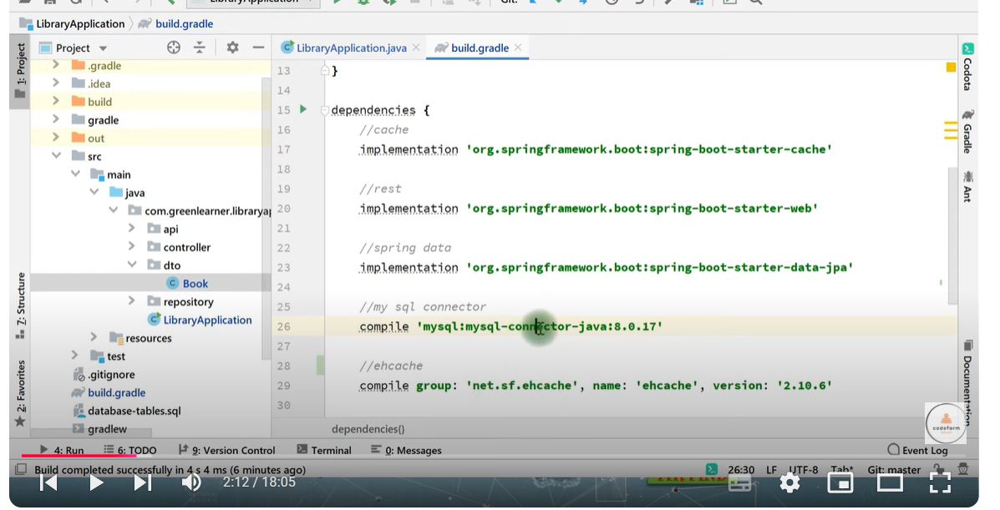 LibraryApplication
Git:
LibraryApplication build.gradle
1: Project
Project
LibraryApplication.java
build.gradle
.gradle
.idea
build
gradle
out
src
main
java
com.greenlearner.libraryap
api
controller
dto
Book
repository
LibraryApplication
resources
test
.gitignore
build.gradle
database-tables.sql
gradlew
7: Structure
2: Favorites
13 }
14
15 dependencies {
16 //cache
17 implementation 'org.springframework.boot:spring-boot-starter-cache'
18
19 //rest
20 implementation 'org.springframework.boot:spring-boot-starter-web'
21
22 //spring data
23 implementation 'org.springframework.boot:spring-boot-starter-data-jpa'
24
25 //my sql connector
26 compile 'mysql:mysql-connector-java:8.0.17'
27
28 //ehcache
29 compile group: 'net.sf.ehcache', name: 'ehcache', version: '2.10.6'
30
dependencies{}
Codota
Gradle
Ant
Documentation
codeform
4: Run 6: TODO 9: Version Control Terminal 0: Messages Event Log
Build completed successfully in 4 s 4 ms (6 minutes ago) 26:30 LF UTF-8 Tab* Git: master
2:12 / 18:05